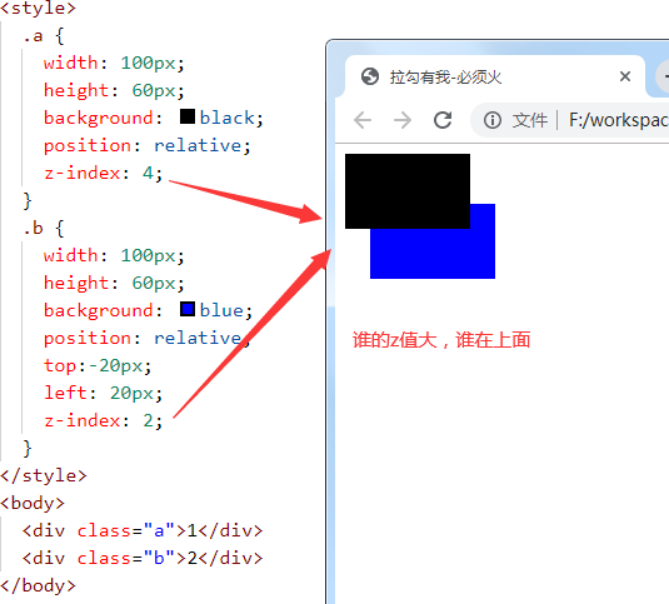 <style>
.a {
width: 100px;
height: 60px;
background: black;
position: relative;
z-index: 4;
}
.b {
width: 100px;
height: 60px;
background: blue;
position: relative;
top:-20px;
left: 20px;
z-index: 2;
}
</style>
<body>
<div class="a">1</div>
<div class="b">2</div>
</body>
拉勾有我-必须火
文件 F:/workspac
谁的z值大，谁在上面